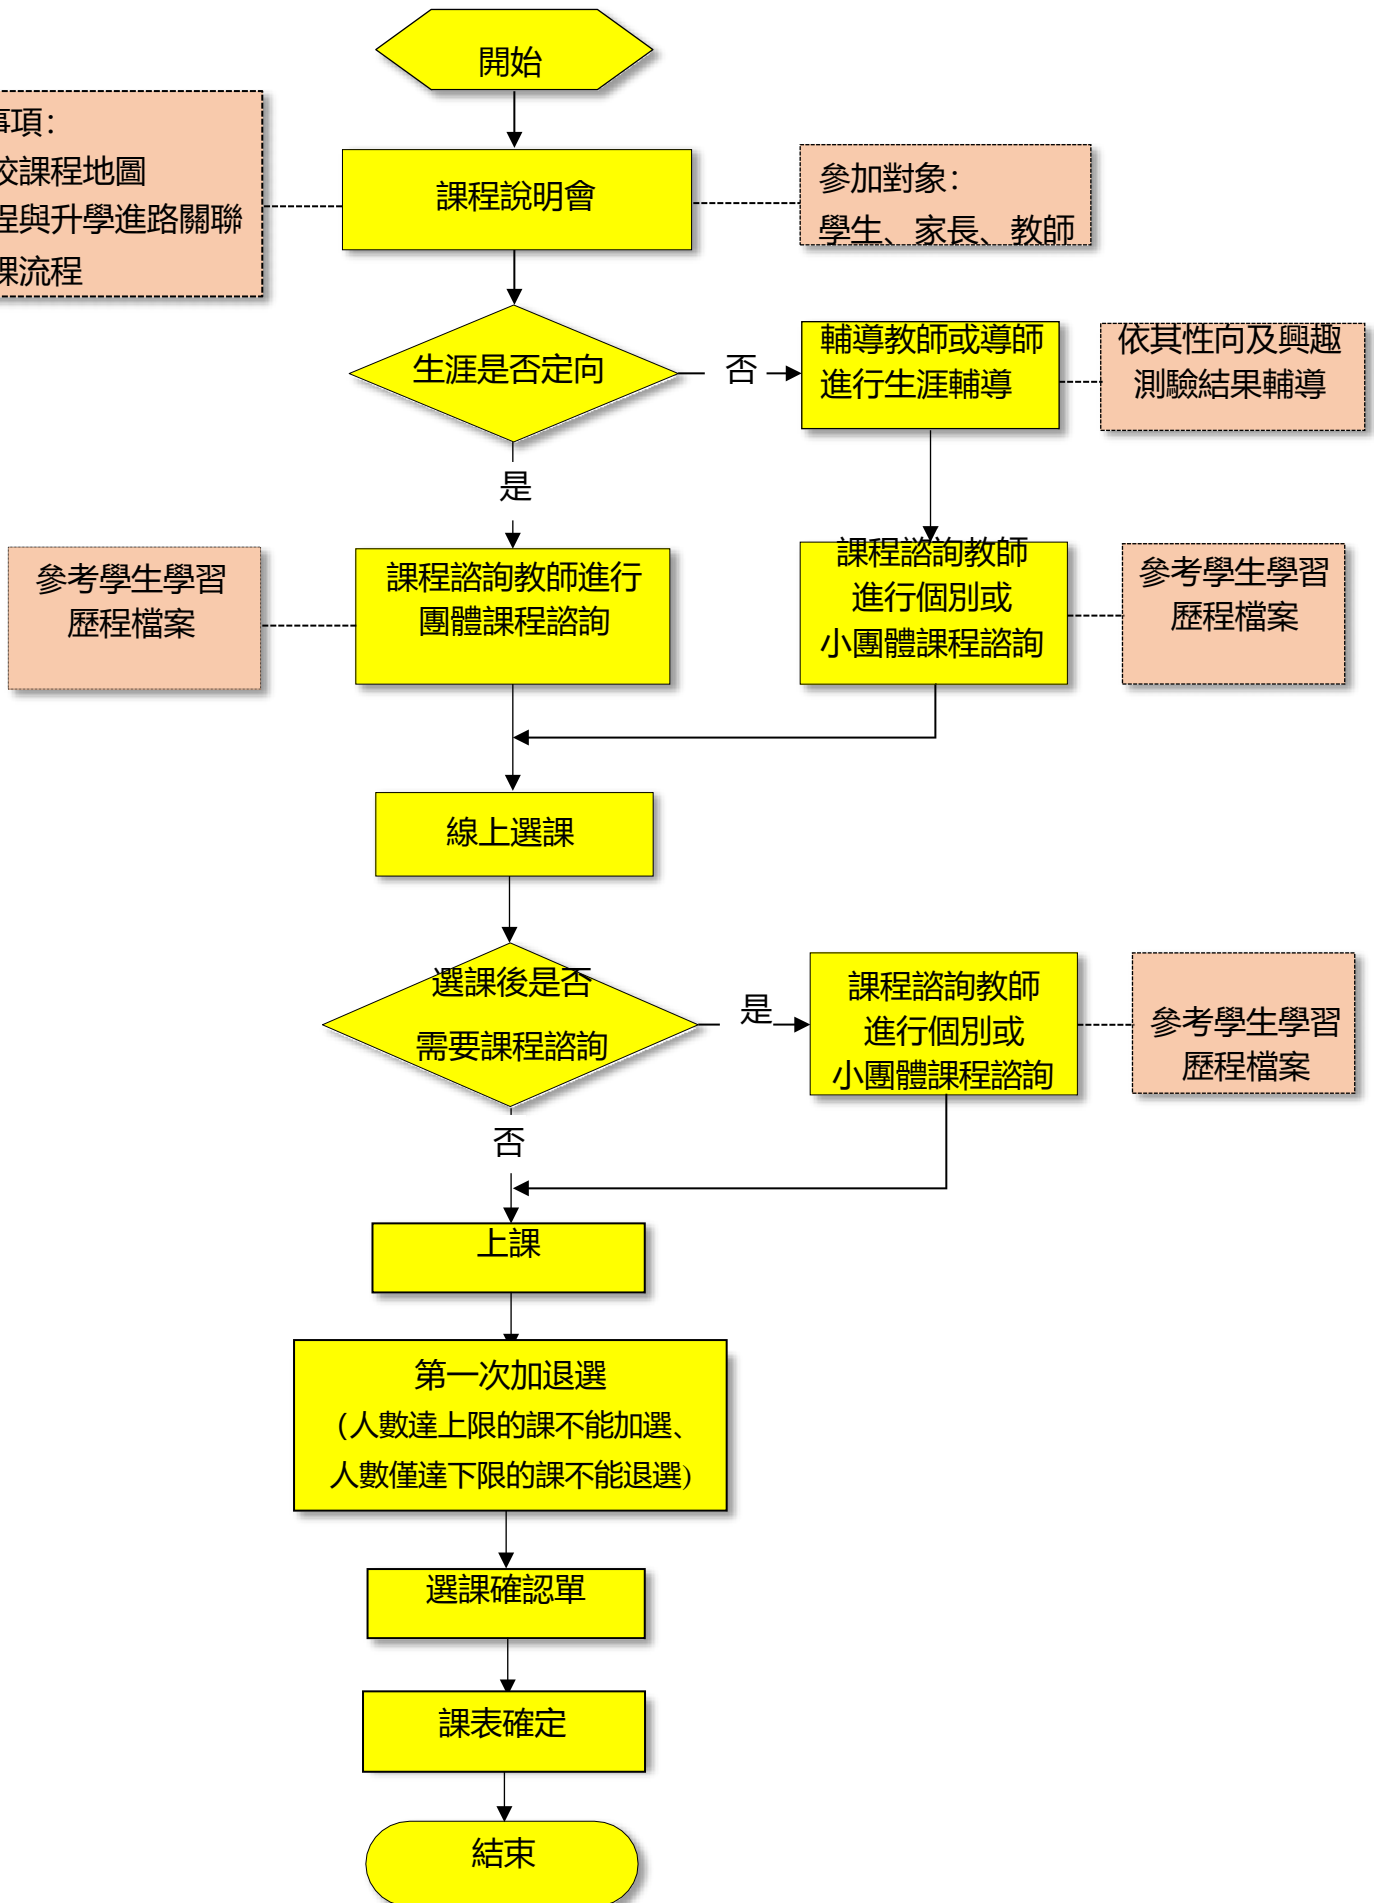 開始
事項：
校課程地圖
程與升學進路關聯
課流程
課程說明會
參加對象：
學生、家長、教師
生涯是否定向
否
輔導教師或導師
進行生涯輔導
依其性向及興趣
測驗結果輔導
是
參考學生學習
歷程檔案
課程諮詢教師進行
團體課程諮詢
課程諮詢教師
進行個別或
小團體課程諮詢
參考學生學習
歷程檔案
線上選課
選課後是否
需要課程諮詢
是
課程諮詢教師
進行個別或
小團體課程諮詢
參考學生學習
歷程檔案
否
上課
第一次加退選
（人數達上限的課不能加選、
人數僅達下限的課不能退選)
選課確認單
課表確定
結束